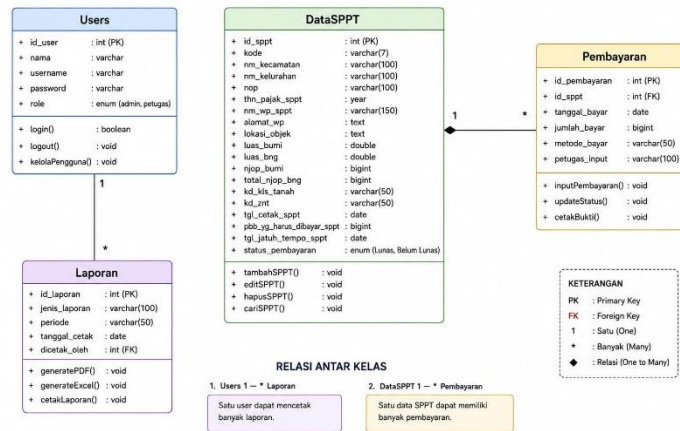 Users
+ id_user : int (PK)
+ nama : varchar
+ username : varchar
+ password : varchar
+ role : enum (admin, petugas)
+ login() : boolean
+ logout() : void
+ kelolaPengguna() : void
1
*
Laporan
+ id_laporan : int (PK)
+ jenis_laporan : varchar(100)
+ periode : varchar(50)
+ tanggal_cetak : date
+ dicetak_oleh : int (FK)
+ generatePDF() : void
+ generateExcel() : void
+ cetakLaporan() : void
DataSPPT
+ id_sppt : int (PK)
+ kode : varchar(7)
+ nm_kecamatan : varchar(100)
+ nm_kelurahan : varchar(100)
+ nop : varchar(100)
+ thn_pajak_sppt : year
+ nm_wp_sppt : varchar(150)
+ alamat_wp : text
+ lokasi_objek : text
+ luas_bumi : double
+ luas_bng : double
+ njop_bumi : bigint
+ total_njop_bng : bigint
+ kd_kls_tanah : varchar(50)
+ kd_znt : varchar(50)
+ tgl_cetak_sppt : date
+ pbb_yg_harus_dibayar_sppt : bigint
+ tgl_jatuh_tempo_sppt : date
+ status_pembayaran : enum (Lunas, Belum Lunas)
+ tambahSPPT() : void
+ editSPPT() : void
+ hapusSPPT() : void
+ cariSPPT() : void
1
*
Pembayaran
+ id_pembayaran : int (PK)
+ id_sppt : int (FK)
+ tanggal_bayar : date
+ jumlah_bayar : bigint
+ metode_bayar : varchar(50)
+ petugas_input : varchar(100)
+ inputPembayaran() : void
+ updateStatus() : void
+ cetakBukti() : void
KETERANGAN
PK : Primary Key
FK : Foreign Key
1 : Satu (One)
* : Banyak (Many)
◆ : Relasi (One to Many)
RELASI ANTAR KELAS
1. Users 1 — * Laporan
Satu user dapat mencetak
banyak laporan.
2. DataSPPT 1 — * Pembayaran
Satu data SPPT dapat memiliki
banyak pembayaran.